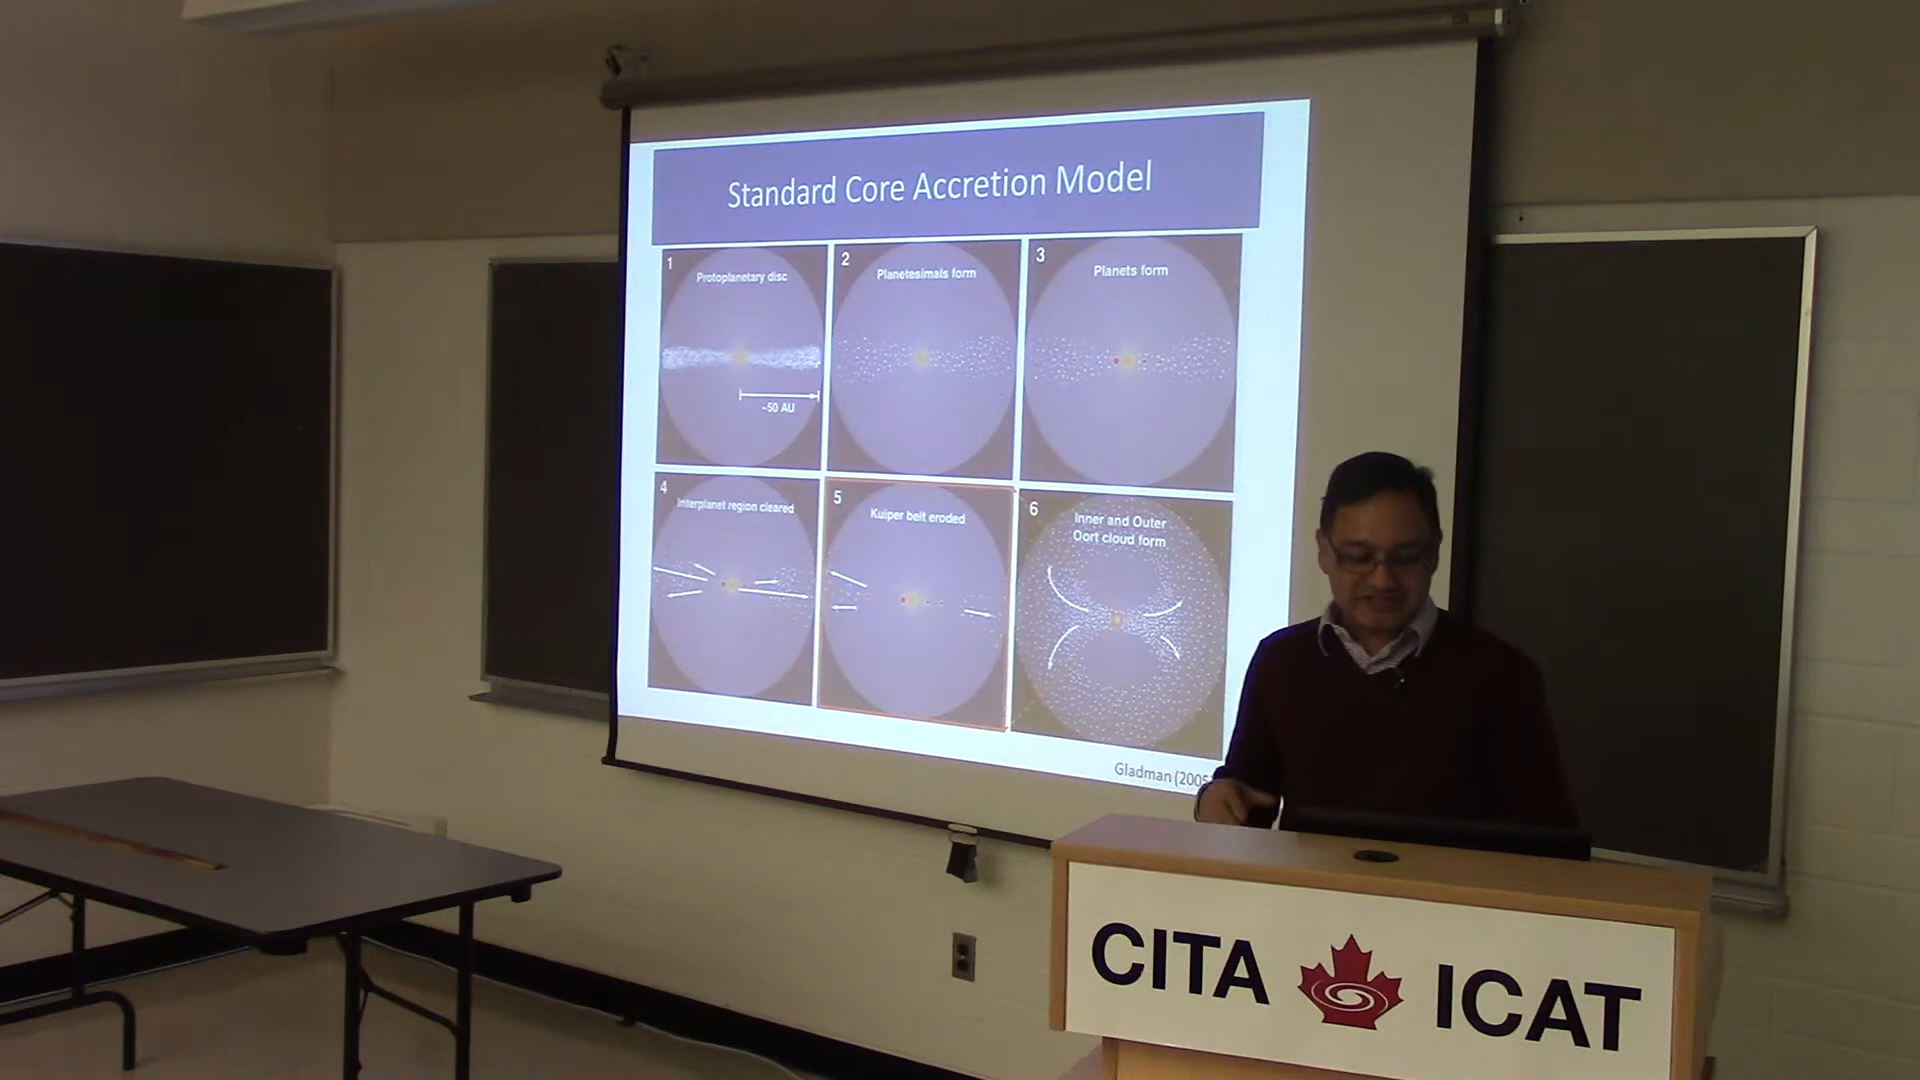 Standard Core Accretion Model
1
Protoplanetary disc
~50 AU
2
Planetesimals form
3
Planets form
4
Interplanet region cleared
5
Kuiper belt eroded
6
Inner and Outer
Oort cloud form
Gladman (2005
CITA ICAT